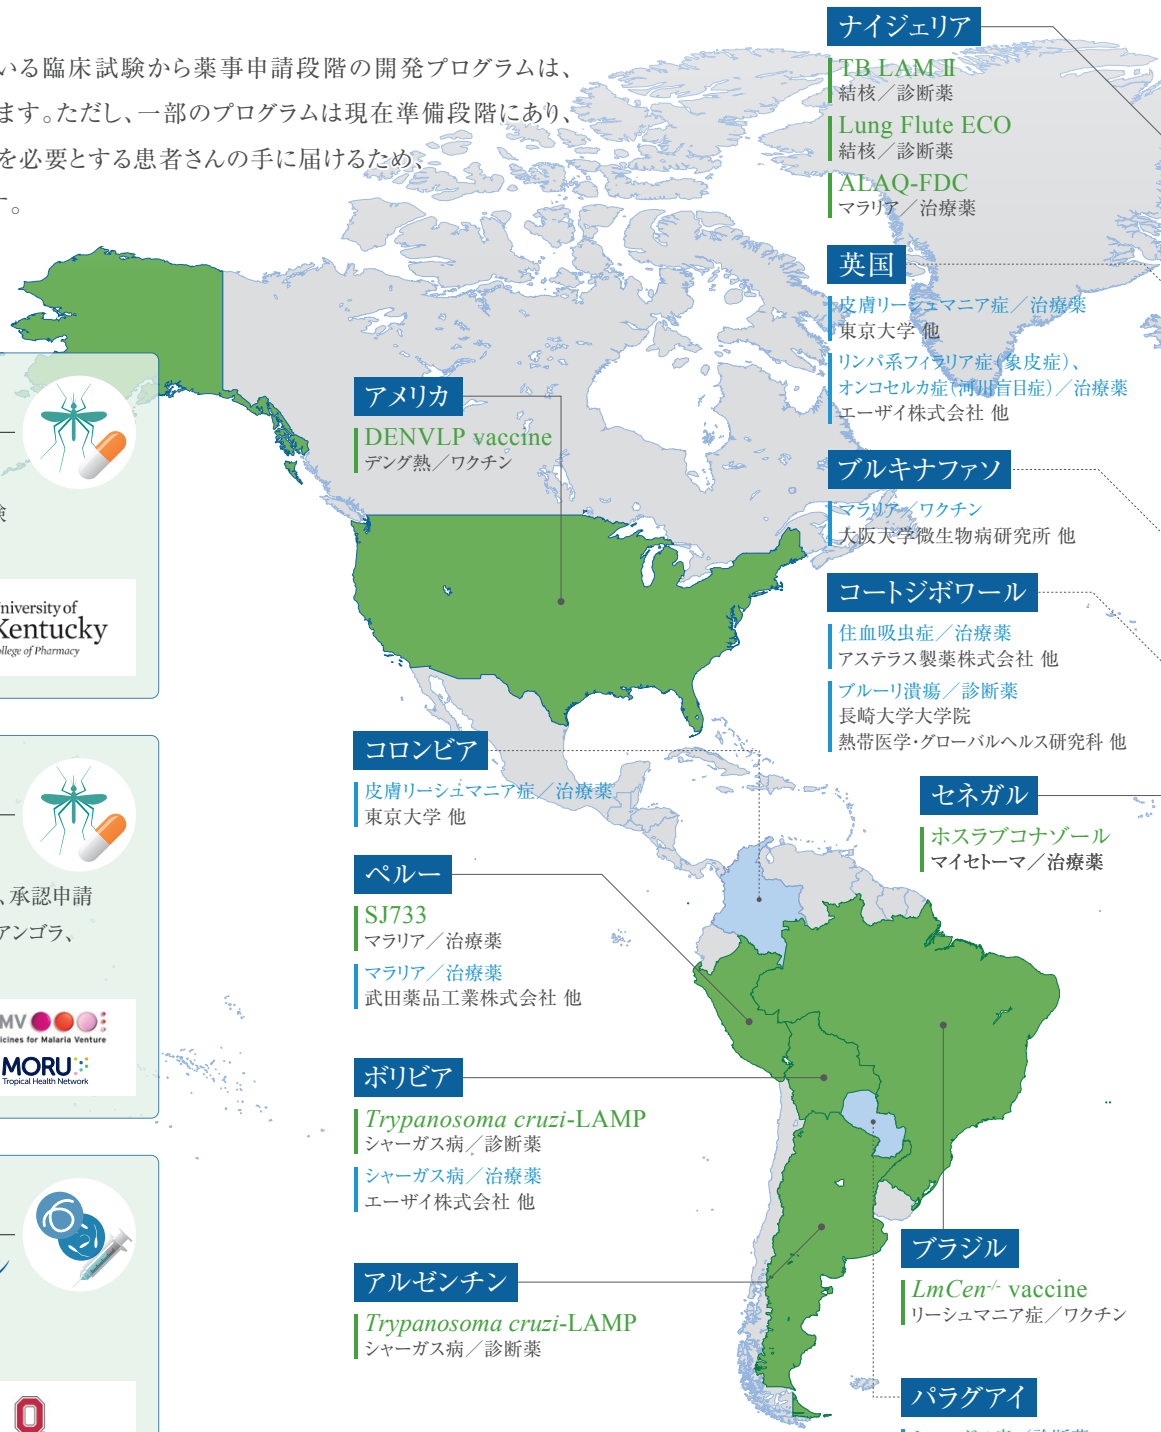 いる臨床試験から薬事申請段階の開発プログラムは、
ます。ただし、一部のプログラムは現在準備段階にあり、
を必要とする患者さんの手に届けるため、
す。
験
University of
Kentucky
College of Pharmacy
、承認申請
アンゴラ、
MMV
Medicines for Malaria Venture
MORU
Tropical Health Network
ン
アメリカ
DENVLP vaccine
デング熱／ワクチン
コロンビア
皮膚リーシュマニア症／治療薬
東京大学 他
ペルー
SJ733
マラリア／治療薬
マラリア／治療薬
武田薬品工業株式会社 他
ボリビア
Trypanosoma cruzi-LAMP
シャーガス病／診断薬
シャーガス病／治療薬
エーザイ株式会社 他
アルゼンチン
Trypanosoma cruzi-LAMP
シャーガス病／診断薬
ナイジェリア
TB LAM Ⅱ
結核／診断薬
Lung Flute ECO
結核／診断薬
ALAQ-FDC
マラリア／治療薬
英国
皮膚リーシュマニア症／治療薬
東京大学 他
リンパ系フィラリア症（象皮症）、
オンコセルカ症（河川盲目症）／治療薬
エーザイ株式会社 他
ブルキナファソ
マラリア／ワクチン
大阪大学微生物病研究所 他
コートジボワール
住血吸虫症／治療薬
アステラス製薬株式会社 他
ブルーリ潰瘍／診断薬
長崎大学大学院
熱帯医学・グローバルヘルス研究科 他
セネガル
ホスラブコナゾール
マイセトーマ／治療薬
ブラジル
LmCen-/- vaccine
リーシュマニア症／ワクチン
パラグアイ